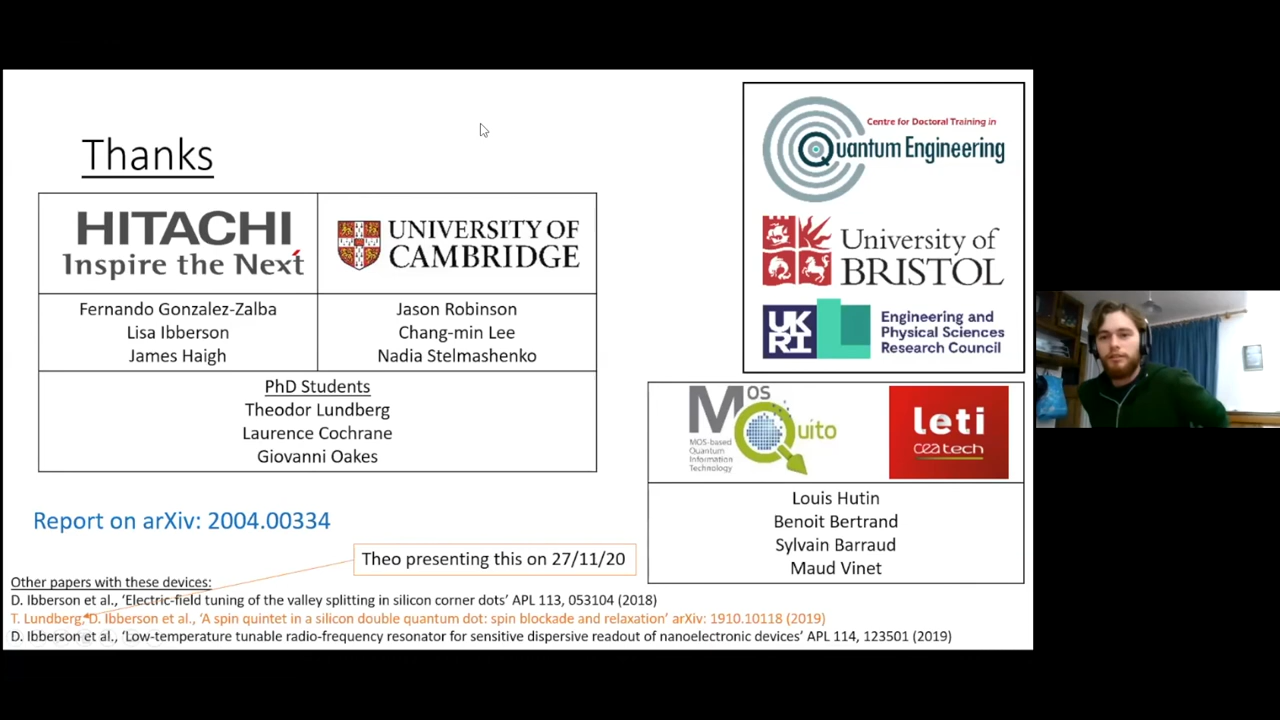 Thanks
HITACHI
Inspire the Next
UNIVERSITY OF
CAMBRIDGE
Fernando Gonzalez-Zalba
Lisa Ibberson
James Haigh
Jason Robinson
Chang-min Lee
Nadia Stelmashenko
PhD Students
Theodor Lundberg
Laurence Cochrane
Giovanni Oakes
Centre for Doctoral Training in
Quantum Engineering
University of
BRISTOL
UK
RI
Engineering and
Physical Sciences
Research Council
MOS
Quito
MOS-based
Quantum
Information
Technology
leti
ceatech
Louis Hutin
Benoit Bertrand
Sylvain Barraud
Maud Vinet
Report on arXiv: 2004.00334
Theo presenting this on 27/11/20
Other papers with these devices:
D. Ibberson et al., ‘Electric-field tuning of the valley splitting in silicon corner dots’ APL 113, 053104 (2018)
T. Lundberg, D. Ibberson et al., ‘A spin quintet in a silicon double quantum dot: spin blockade and relaxation’ arXiv: 1910.10118 (2019)
D. Ibberson et al., ‘Low-temperature tunable radio-frequency resonator for sensitive dispersive readout of nanoelectronic devices’ APL 114, 123501 (2019)